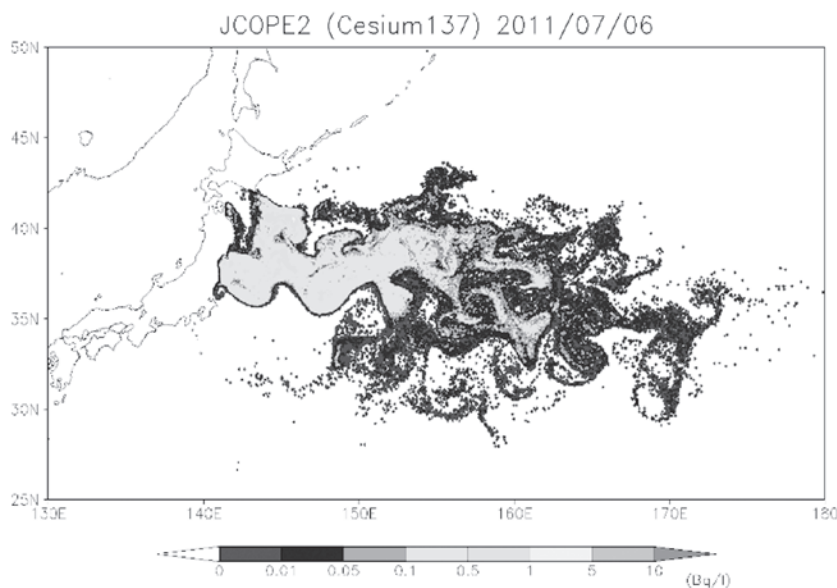 JCOPE2 (Cesium137) 2011/07/06
50N
45N
40N
35N
30N
25N
130E 140E 150E 160E 170E 180
0 0.01 0.05 0.1 0.5 1 5 10
(Bq/l)